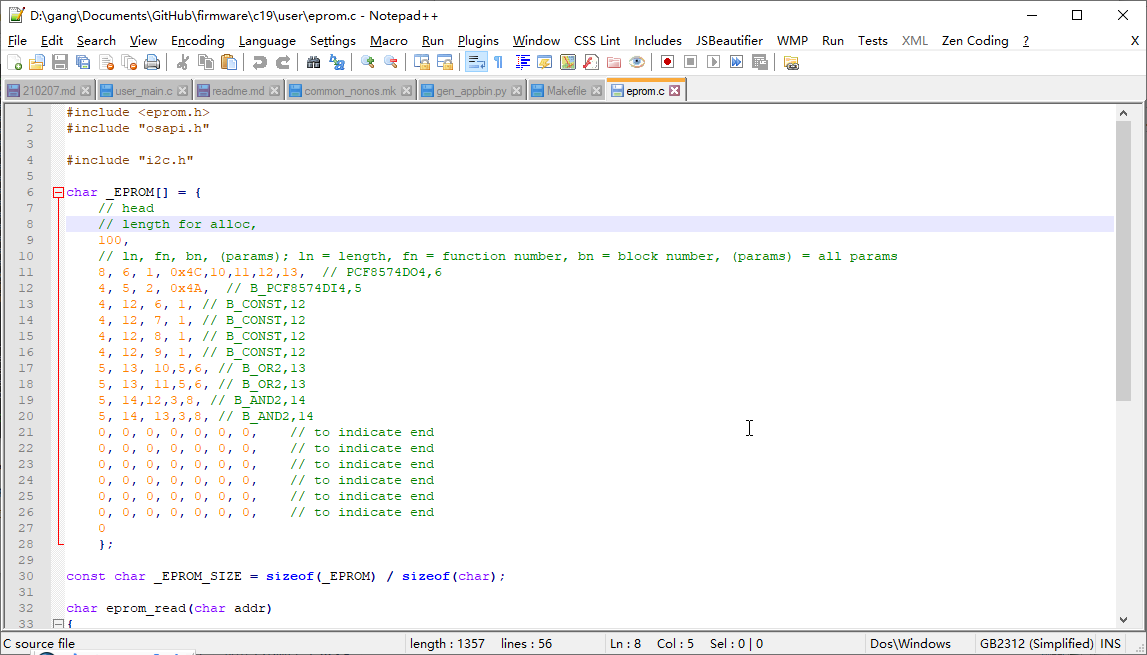 D:\gang\Documents\GitHub\firmware\c19\user\eprom.c - Notepad++
File Edit Search View Encoding Language Settings Macro Run Plugins Window CSS Lint Includes JSBeautifier WMP Run Tests XML Zen Coding ? X
210207.md user_main.c readme.md common_nonos.mk gen_appbin.py Makefile eprom.c
1 #include <eprom.h>
2 #include "osapi.h"
3
4 #include "i2c.h"
5
6 char _EPROM[] = {
7 // head
8 // length for alloc,
9 100,
10 // ln, fn, bn, (params); ln = length, fn = function number, bn = block number, (params) = all params
11 8, 6, 1, 0x4C,10,11,12,13, // PCF8574DO4,6
12 4, 5, 2, 0x4A, // B_PCF8574DI4,5
13 4, 12, 6, 1, // B_CONST,12
14 4, 12, 7, 1, // B_CONST,12
15 4, 12, 8, 1, // B_CONST,12
16 4, 12, 9, 1, // B_CONST,12
17 5, 13, 10,5,6, // B_OR2,13
18 5, 13, 11,5,6, // B_OR2,13
19 5, 14,12,3,8, // B_AND2,14
20 5, 14, 13,3,8, // B_AND2,14
21 0, 0, 0, 0, 0, 0, 0, // to indicate end
22 0, 0, 0, 0, 0, 0, 0, // to indicate end
23 0, 0, 0, 0, 0, 0, 0, // to indicate end
24 0, 0, 0, 0, 0, 0, 0, // to indicate end
25 0, 0, 0, 0, 0, 0, 0, // to indicate end
26 0, 0, 0, 0, 0, 0, 0, // to indicate end
27 0
28 };
29
30 const char _EPROM_SIZE = sizeof(_EPROM) / sizeof(char);
31
32 char eprom_read(char addr)
33 {
C source file length : 1357 lines : 56 Ln : 8 Col : 5 Sel : 0 | 0 Dos\Windows GB2312 (Simplified) INS